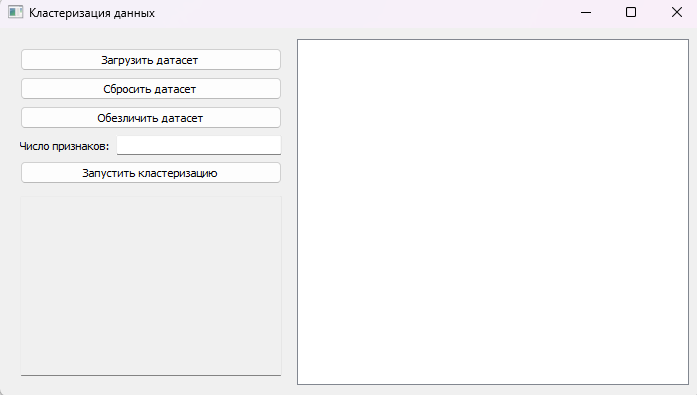 Кластеризация данных
Загрузить датасет
Сбросить датасет
Обезличить датасет
Число признаков:
Запустить кластеризацию